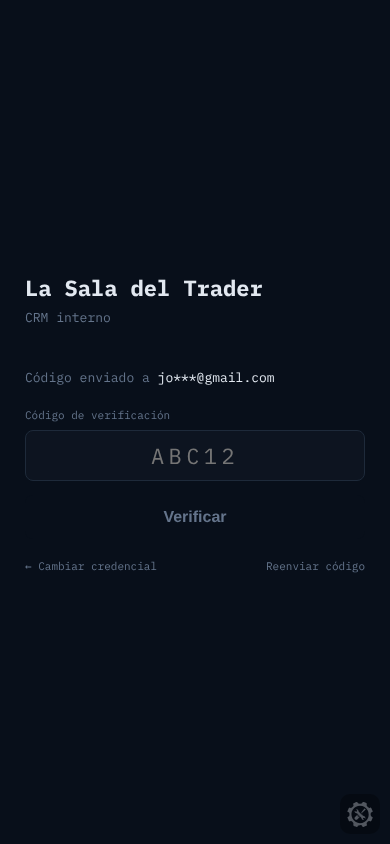 La Sala del Trader
CRM interno
Código enviado a jo***@gmail.com
Código de verificación
ABC12
Verificar
← Cambiar credencial
Reenviar código